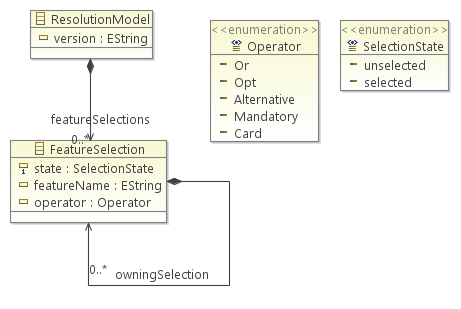 ResolutionModel
version : EString
featureSelections
0..*
FeatureSelection
state : SelectionState
featureName : EString
operator : Operator
0..*
owningSelection
<<enumeration>>
Operator
Or
Opt
Alternative
Mandatory
Card
<<enumeration>>
SelectionState
unselected
selected